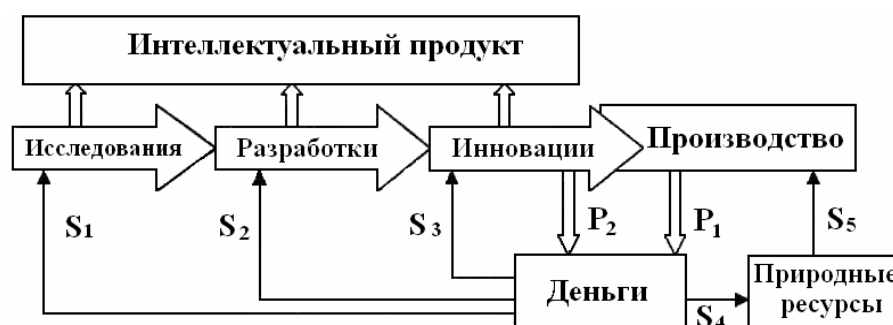 Интеллектуальный продукт
Исследования
Разработки
Инновации
Производство
S1
S2
S3
P2
P1
S5
Деньги
S4
Природные
ресурсы